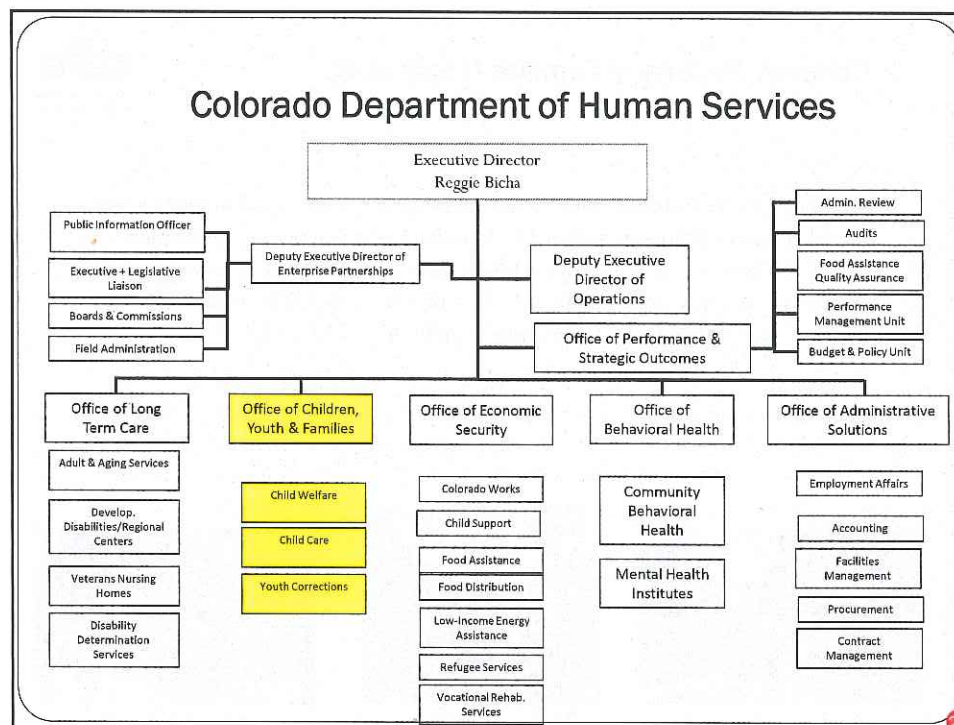 Colorado Department of Human Services
Executive Director
Reggie Bicha
Public Information Officer
Executive + Legislative
Liaison
Boards & Commissions
Field Administration
Deputy Executive Director of
Enterprise Partnerships
Deputy Executive
Director of
Operations
Office of Performance &
Strategic Outcomes
Admin. Review
Audits
Food Assistance
Quality Assurance
Performance
Management Unit
Budget & Policy Unit
Office of Long
Term Care
Adult & Aging Services
Develop.
Disabilities/Regional
Centers
Veterans Nursing
Homes
Disability
Determination
Services
Office of Children,
Youth & Families
Child Welfare
Child Care
Youth Corrections
Office of Economic
Security
Colorado Works
Child Support
Food Assistance
Food Distribution
Low-Income Energy
Assistance
Refugee Services
Vocational Rehab.
Services
Office of
Behavioral Health
Community
Behavioral
Health
Mental Health
Institutes
Office of Administrative
Solutions
Employment Affairs
Accounting
Facilities
Management
Procurement
Contract
Management